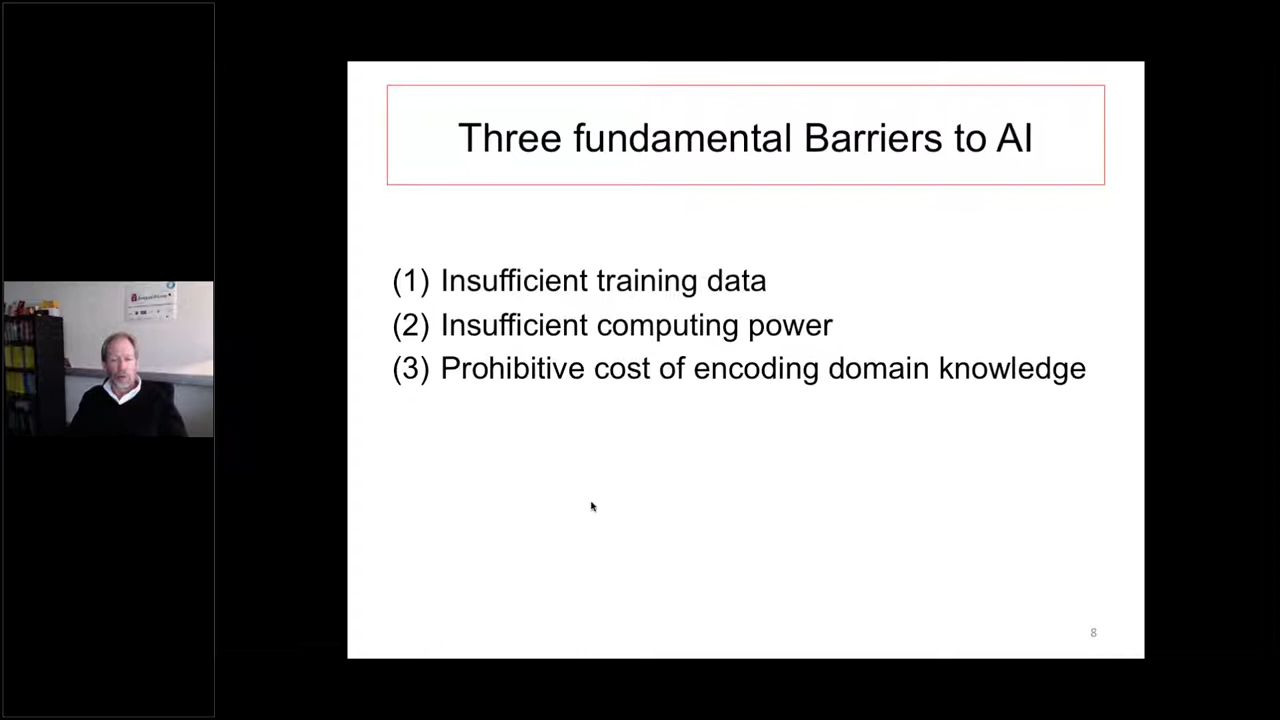 Three fundamental Barriers to AI
(1) Insufficient training data
(2) Insufficient computing power
(3) Prohibitive cost of encoding domain knowledge
8